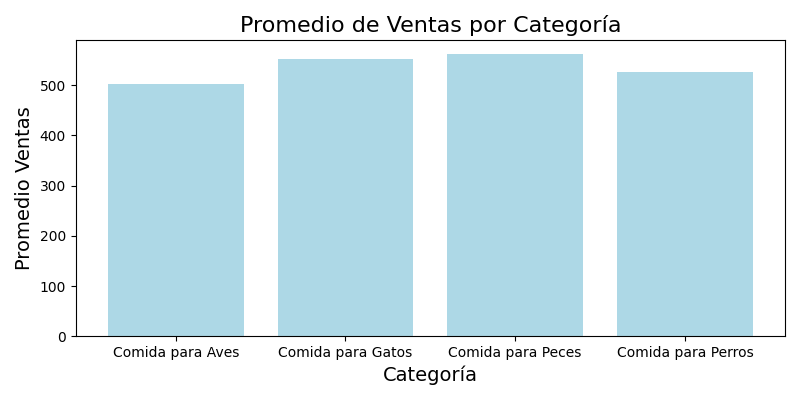 Promedio de Ventas por Categoría
Promedio Ventas
500
400
300
200
100
0
Comida para Aves
Comida para Gatos
Comida para Peces
Comida para Perros
Categoría